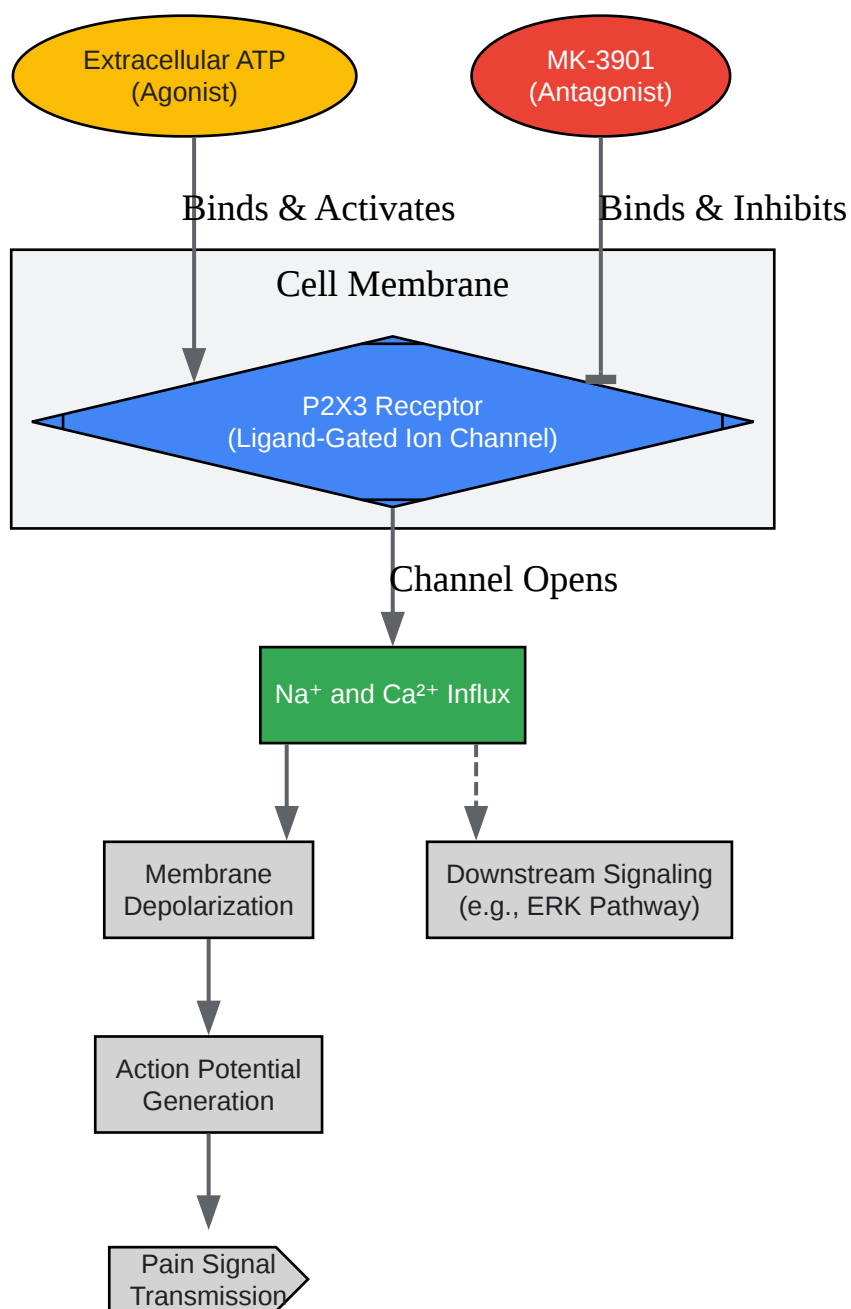 Extracellular ATP
(Agonist)
MK-3901
(Antagonist)
Binds & Activates
Binds & Inhibits
Cell Membrane
P2X3 Receptor
(Ligand-Gated Ion Channel)
Channel Opens
Na⁺ and Ca²⁺ Influx
Membrane
Depolarization
Downstream Signaling
(e.g., ERK Pathway)
Action Potential
Generation
Pain Signal
Transmission